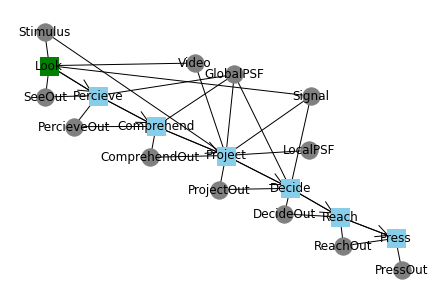 Stimulus
Look
Video
GlobalPSF
SeeOut
Percieve
Signal
PercieveOut
Comprehend
ComprehendOut
Project
LocalPSF
ProjectOut
Decide
DecideOut
Reach
ReachOut
Press
PressOut